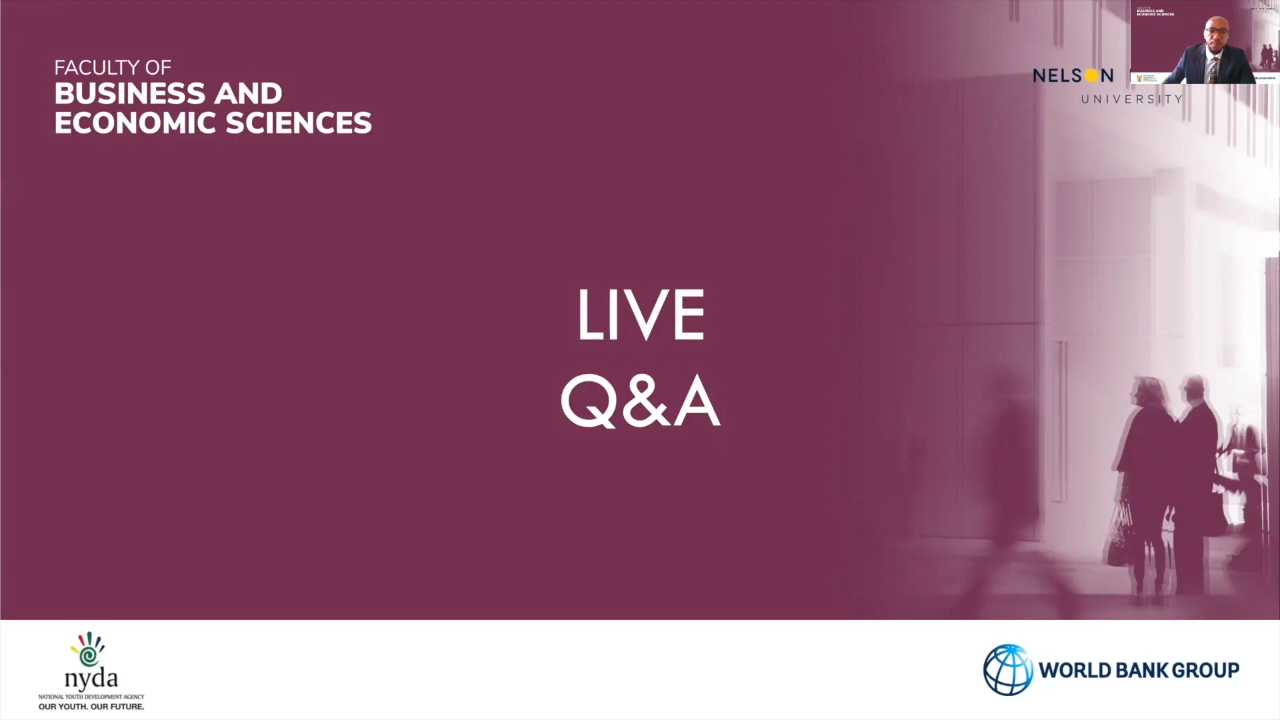 FACULTY OF
BUSINESS AND
ECONOMIC SCIENCES
NELSON
UNIVERSITY
LIVE
Q&A
nyda
NATIONAL YOUTH DEVELOPMENT AGENCY
OUR YOUTH. OUR FUTURE.
WORLD BANK GROUP